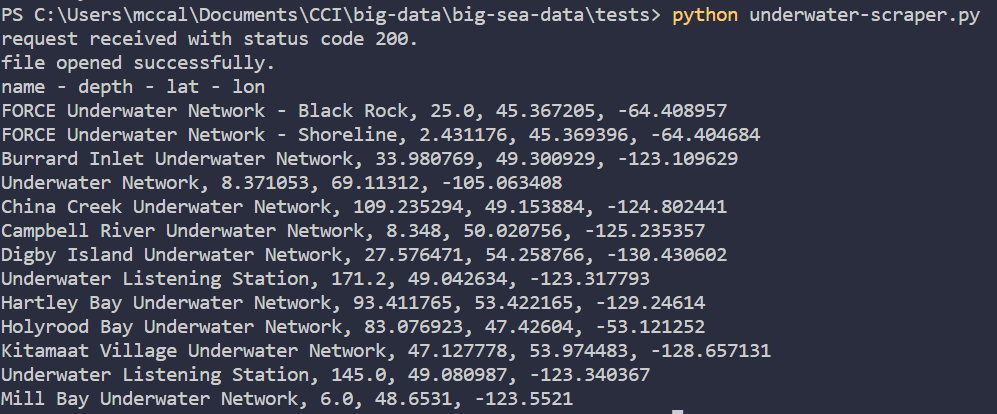 PS C:\Users\mccal\Documents\CCI\big-data\big-sea-data\tests> python underwater-scraper.py
request received with status code 200.
file opened successfully.
name - depth - lat - lon
FORCE Underwater Network - Black Rock, 25.0, 45.367205, -64.408957
FORCE Underwater Network - Shoreline, 2.431176, 45.369396, -64.404684
Burrard Inlet Underwater Network, 33.980769, 49.300929, -123.109629
Underwater Network, 8.371053, 69.11312, -105.063408
China Creek Underwater Network, 109.235294, 49.153884, -124.802441
Campbell River Underwater Network, 8.348, 50.020756, -125.235357
Digby Island Underwater Network, 27.576471, 54.258766, -130.430602
Underwater Listening Station, 171.2, 49.042634, -123.317793
Hartley Bay Underwater Network, 93.411765, 53.422165, -129.24614
Holyrood Bay Underwater Network, 83.076923, 47.42604, -53.121252
Kitamaat Village Underwater Network, 47.127778, 53.974483, -128.657131
Underwater Listening Station, 145.0, 49.080987, -123.340367
Mill Bay Underwater Network, 6.0, 48.6531, -123.5521